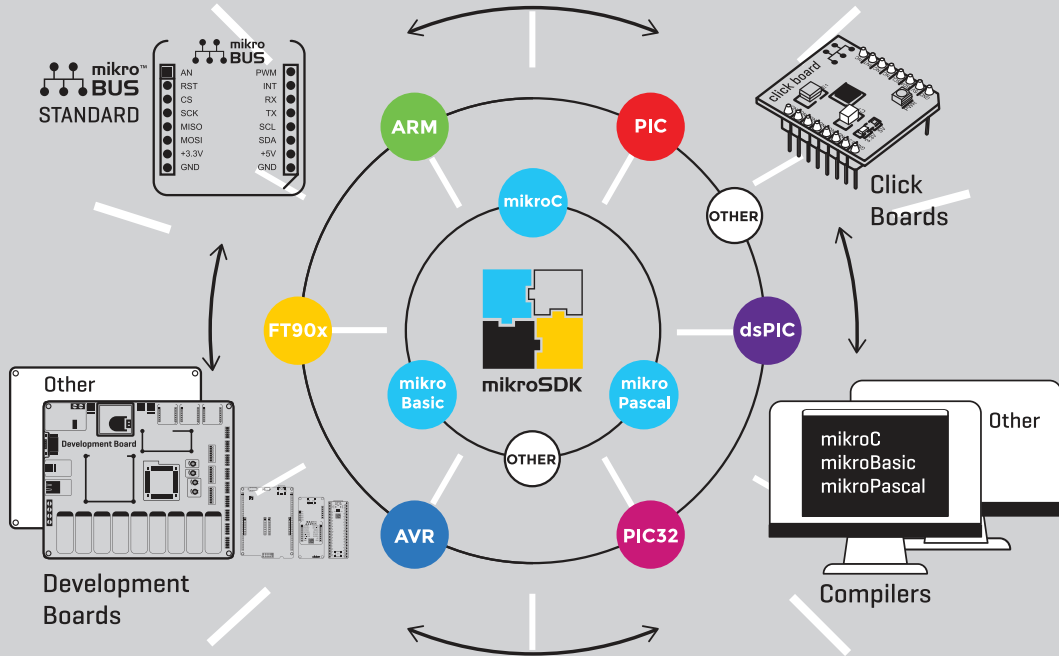 mikro™
BUS
STANDARD
mikro
BUS
AN
RST
CS
SCK
MISO
MOSI
+3.3V
GND
PWM
INT
RX
TX
SCL
SDA
+5V
GND
click board
Click
Boards
ARM
PIC
OTHER
dsPIC
PIC32
AVR
FT90x
mikroC
mikro
Basic
mikro
Pascal
OTHER
mikroSDK
Other
Development Board
Development
Boards
mikroC
mikroBasic
mikroPascal
Other
Compilers